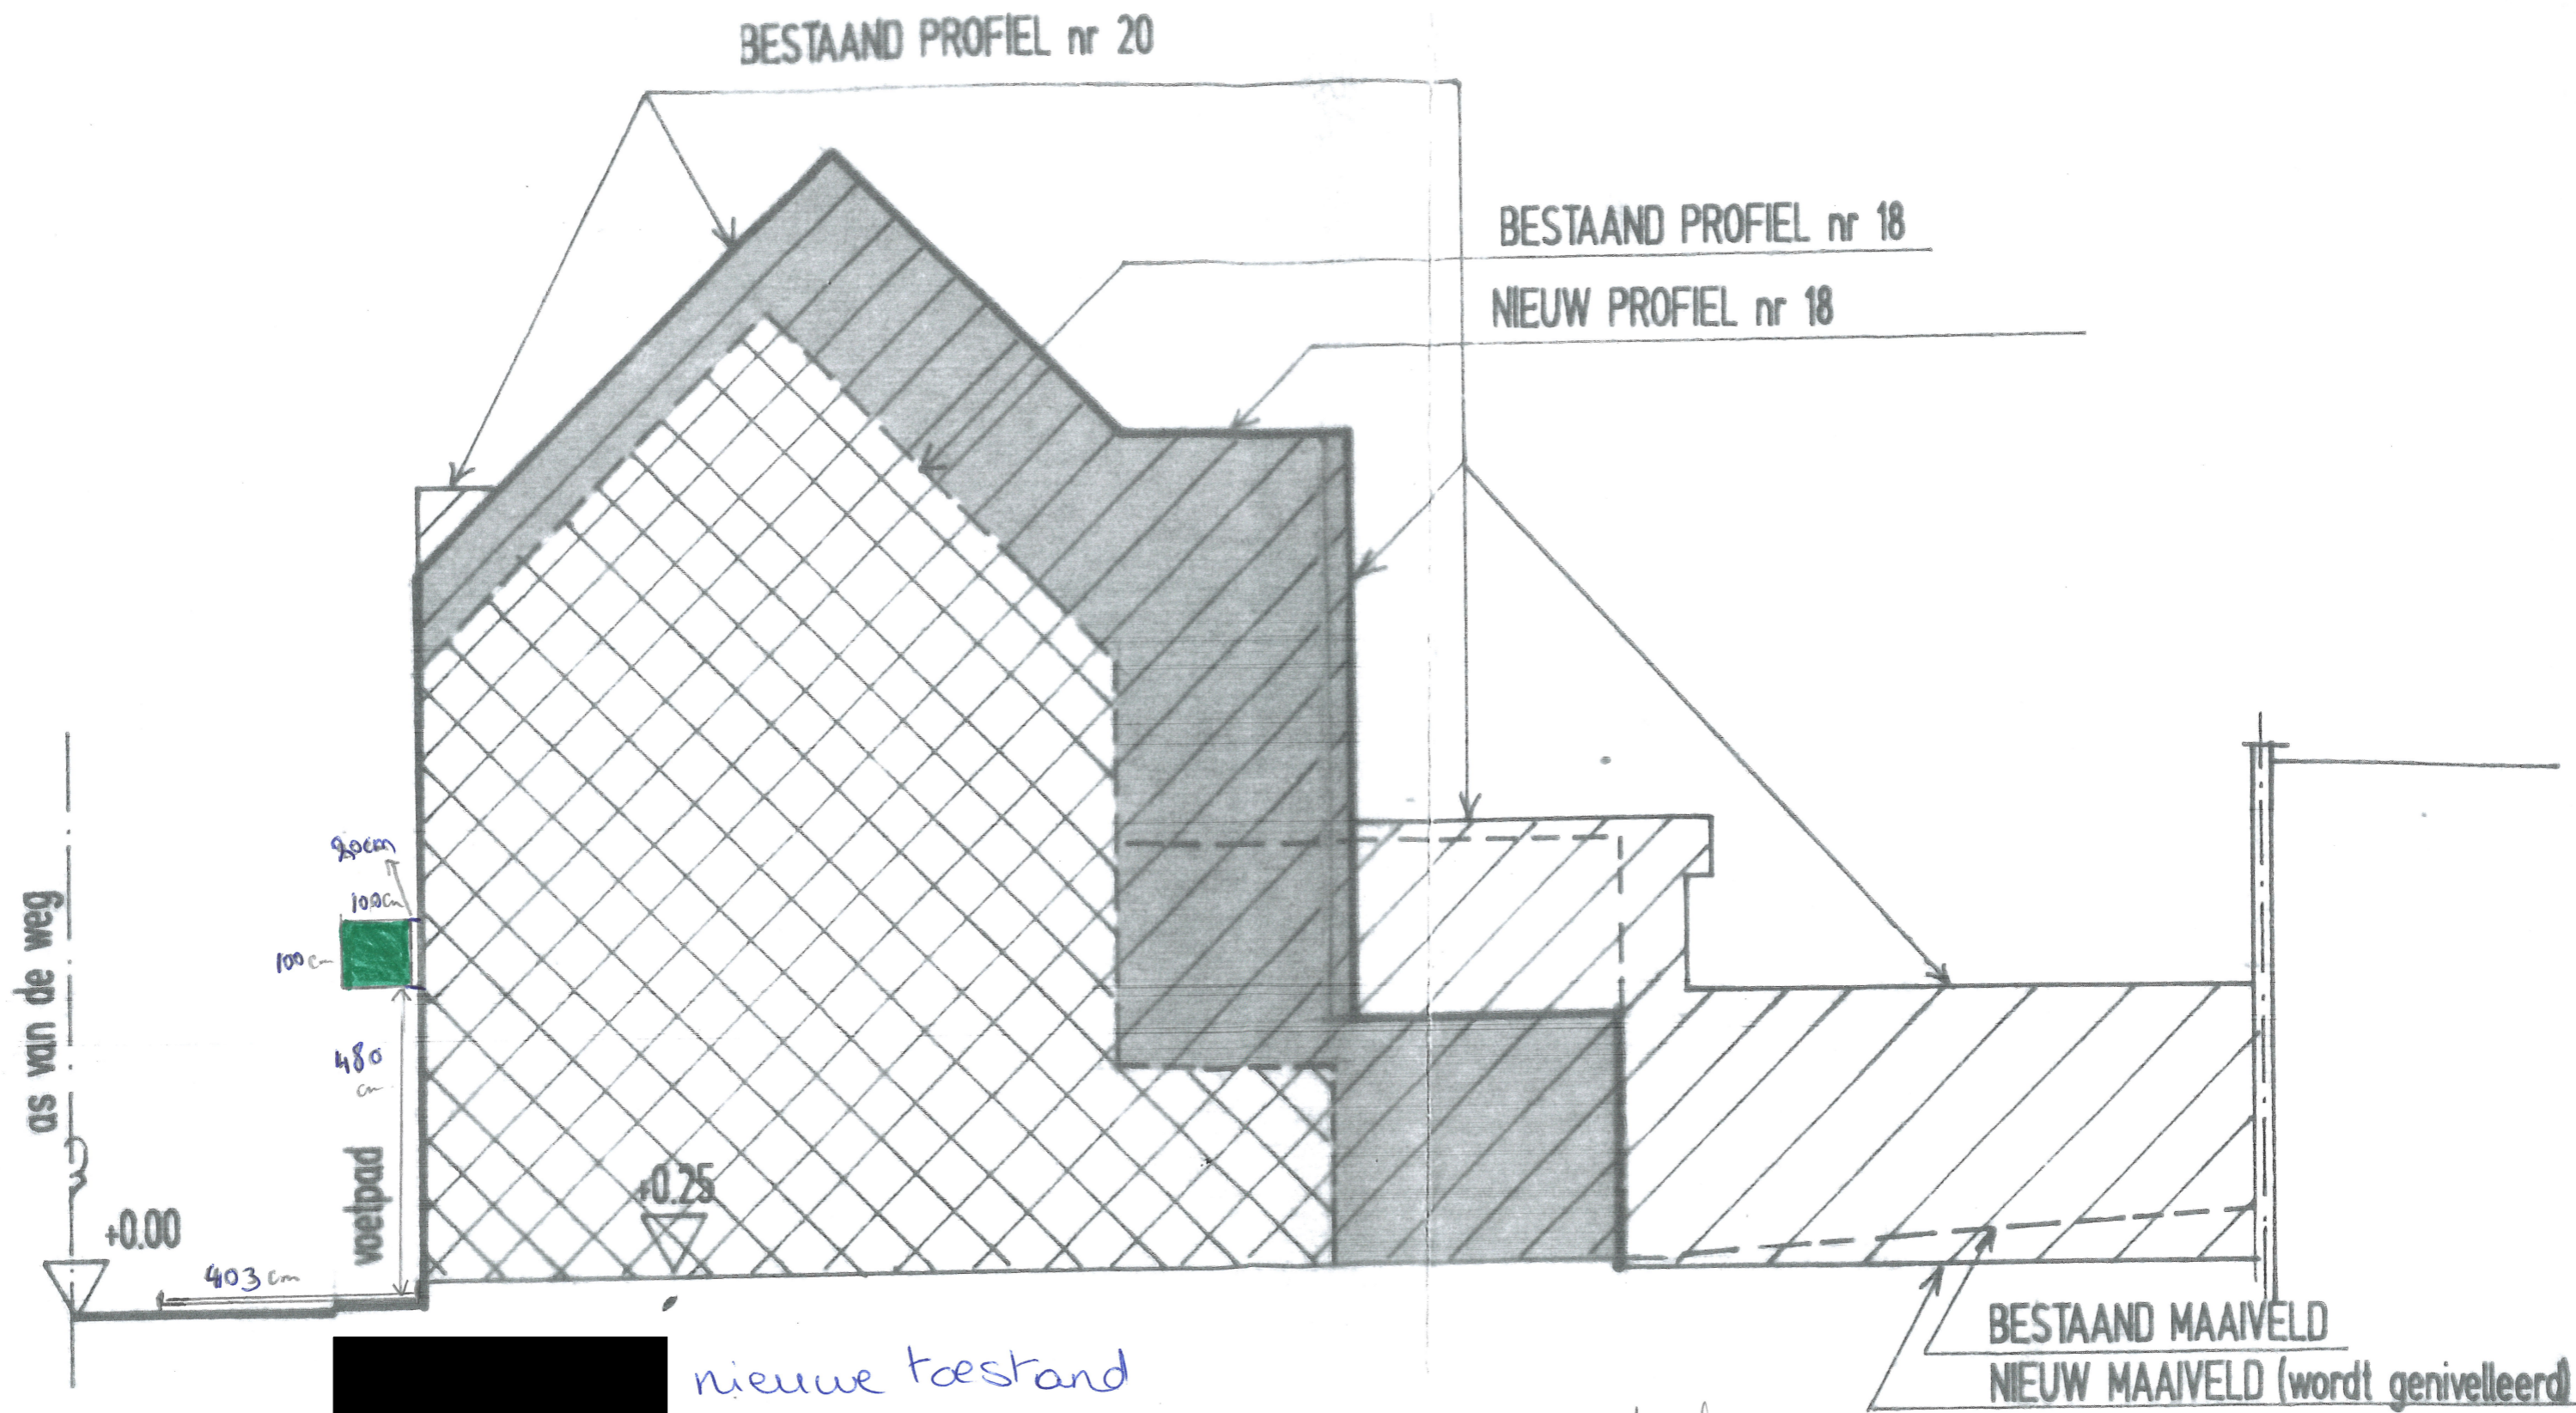 BESTAAND PROFIEL nr 20
BESTAAND PROFIEL nr 18
NIEUW PROFIEL nr 18
20cm
100cm
100cm
480
cm
as van de weg
voetpad
+0.25
+0.00
403 cm
nieuwe toestand
BESTAAND MAAIVELD
NIEUW MAAIVELD (wordt genivelleerd)